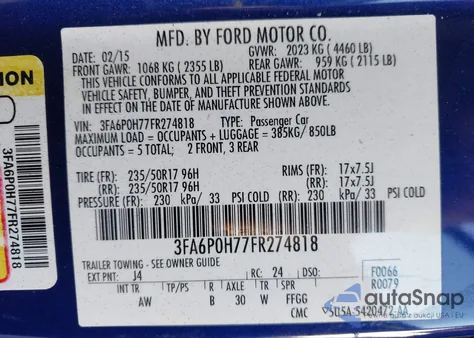 MFD. BY FORD MOTOR CO.
DATE: 02/15 GVWR: 2023 KG ( 4460 LB)
FRONT GAWR: 1068 KG ( 2355 LB) REAR GAWR: 959 KG ( 2115 LB)
THIS VEHICLE CONFORMS TO ALL APPLICABLE FEDERAL MOTOR
VEHICLE SAFETY, BUMPER, AND THEFT PREVENTION STANDARDS
IN EFFECT ON THE DATE OF MANUFACTURE SHOWN ABOVE.
VIN: 3FA6P0H77FR274818 TYPE: Passenger Car
MAXIMUM LOAD = OCCUPANTS + LUGGAGE = 385KG/ 850LB
OCCUPANTS = 5 TOTAL: 2 FRONT, 3 REAR
TIRE (FR): 235/50R17 96H RIMS (FR): 17x7.5J
(RR): 235/50R17 96H (RR): 17x7.5J
PRESSURE (FR): 230 kPa/ 33 PSI COLD (RR): 230 kPa/ 33 PSI COLD
3FA6P0H77FR274818
TRAILER TOWING - SEE OWNER GUIDE
EXT PNT: J4 RC: 24 DSO: F0066
R0079
INT TR TP/PS R AXLE TR SPR
AW B 30 W FFGG
CMC 5U5A-5420472-AA
ION
3FA6P0H77FR274818
autoSnap